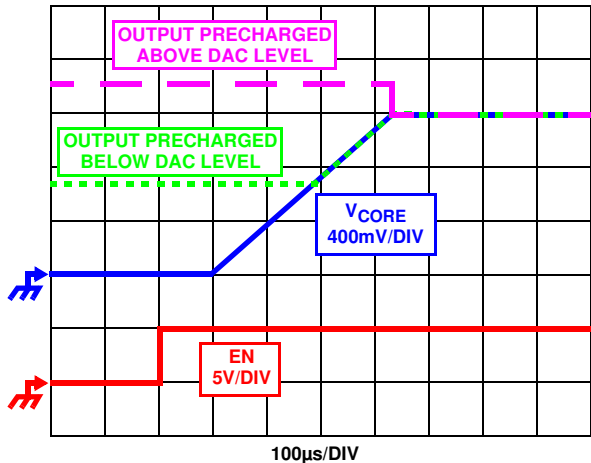 OUTPUT PRECHARGED
ABOVE DAC LEVEL
OUTPUT PRECHARGED
BELOW DAC LEVEL
VCORE
400mV/DIV
EN
5V/DIV
100µs/DIV